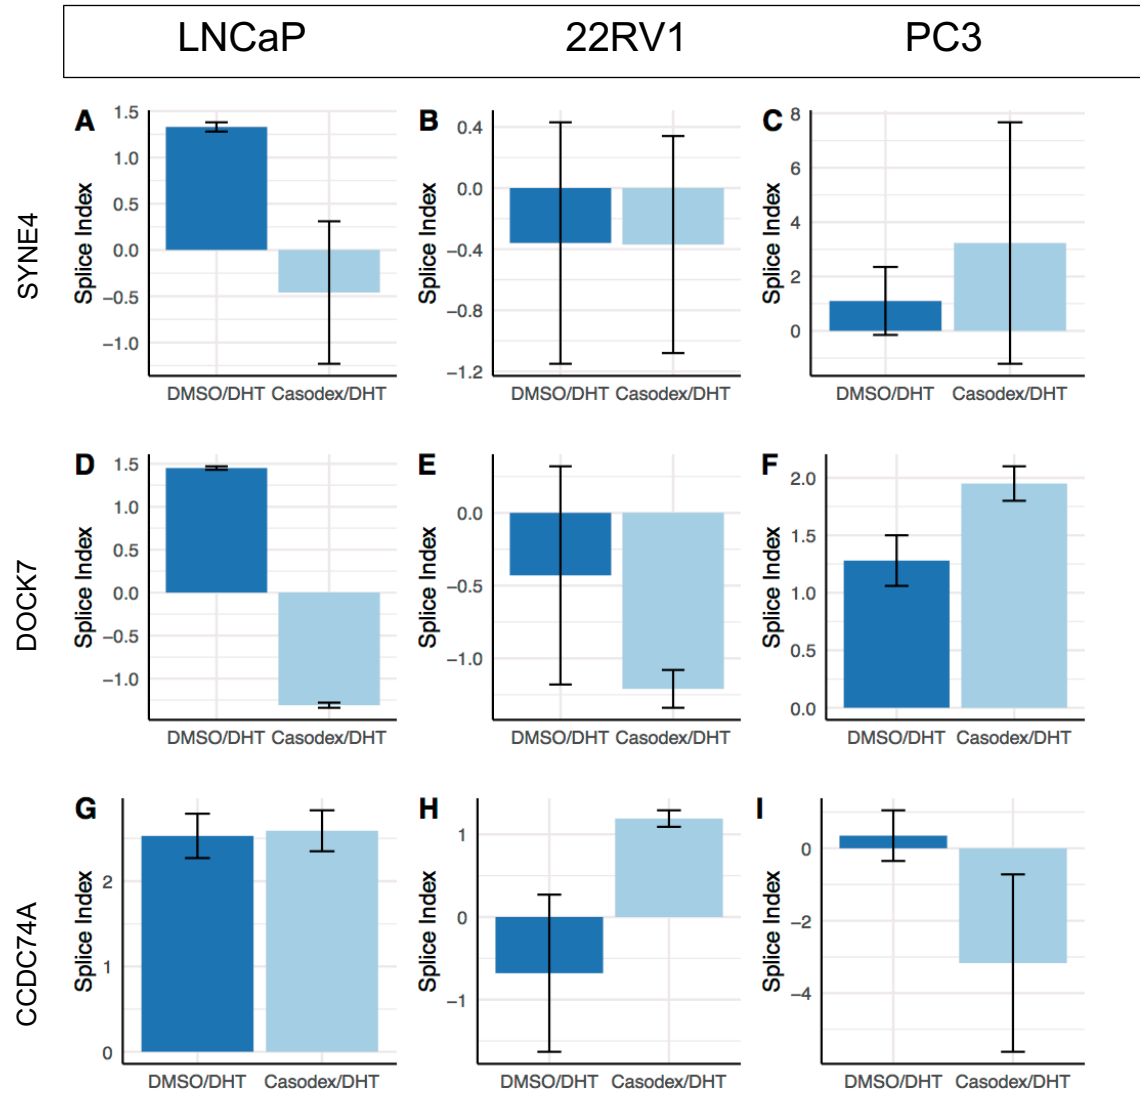 LNCaP 22RV1 PC3
SYNE4
A
Splice Index
1.5
1.0
0.5
0.0
−0.5
−1.0
DMSO/DHT Casodex/DHT
B
Splice Index
0.4
0.0
−0.4
−0.8
−1.2
DMSO/DHT Casodex/DHT
C
Splice Index
8
6
4
2
0
DMSO/DHT Casodex/DHT
DOCK7
D
Splice Index
1.5
1.0
0.5
0.0
−0.5
−1.0
DMSO/DHT Casodex/DHT
E
Splice Index
0.0
−0.5
−1.0
DMSO/DHT Casodex/DHT
F
Splice Index
2.0
1.5
1.0
0.5
0.0
DMSO/DHT Casodex/DHT
CCDC74A
G
Splice Index
2
1
0
DMSO/DHT Casodex/DHT
H
Splice Index
1
0
−1
DMSO/DHT Casodex/DHT
I
Splice Index
0
−2
−4
DMSO/DHT Casodex/DHT